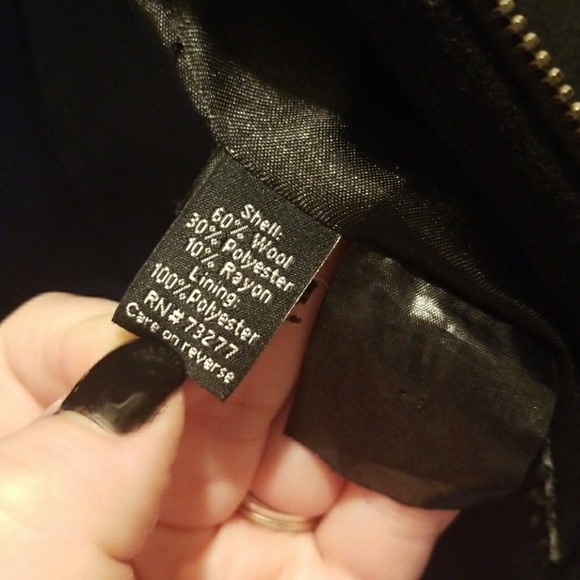 Shell:
60% Wool
30% Polyester
10% Rayon
Lining:
100% Polyester
RN # 73277
Care on reverse